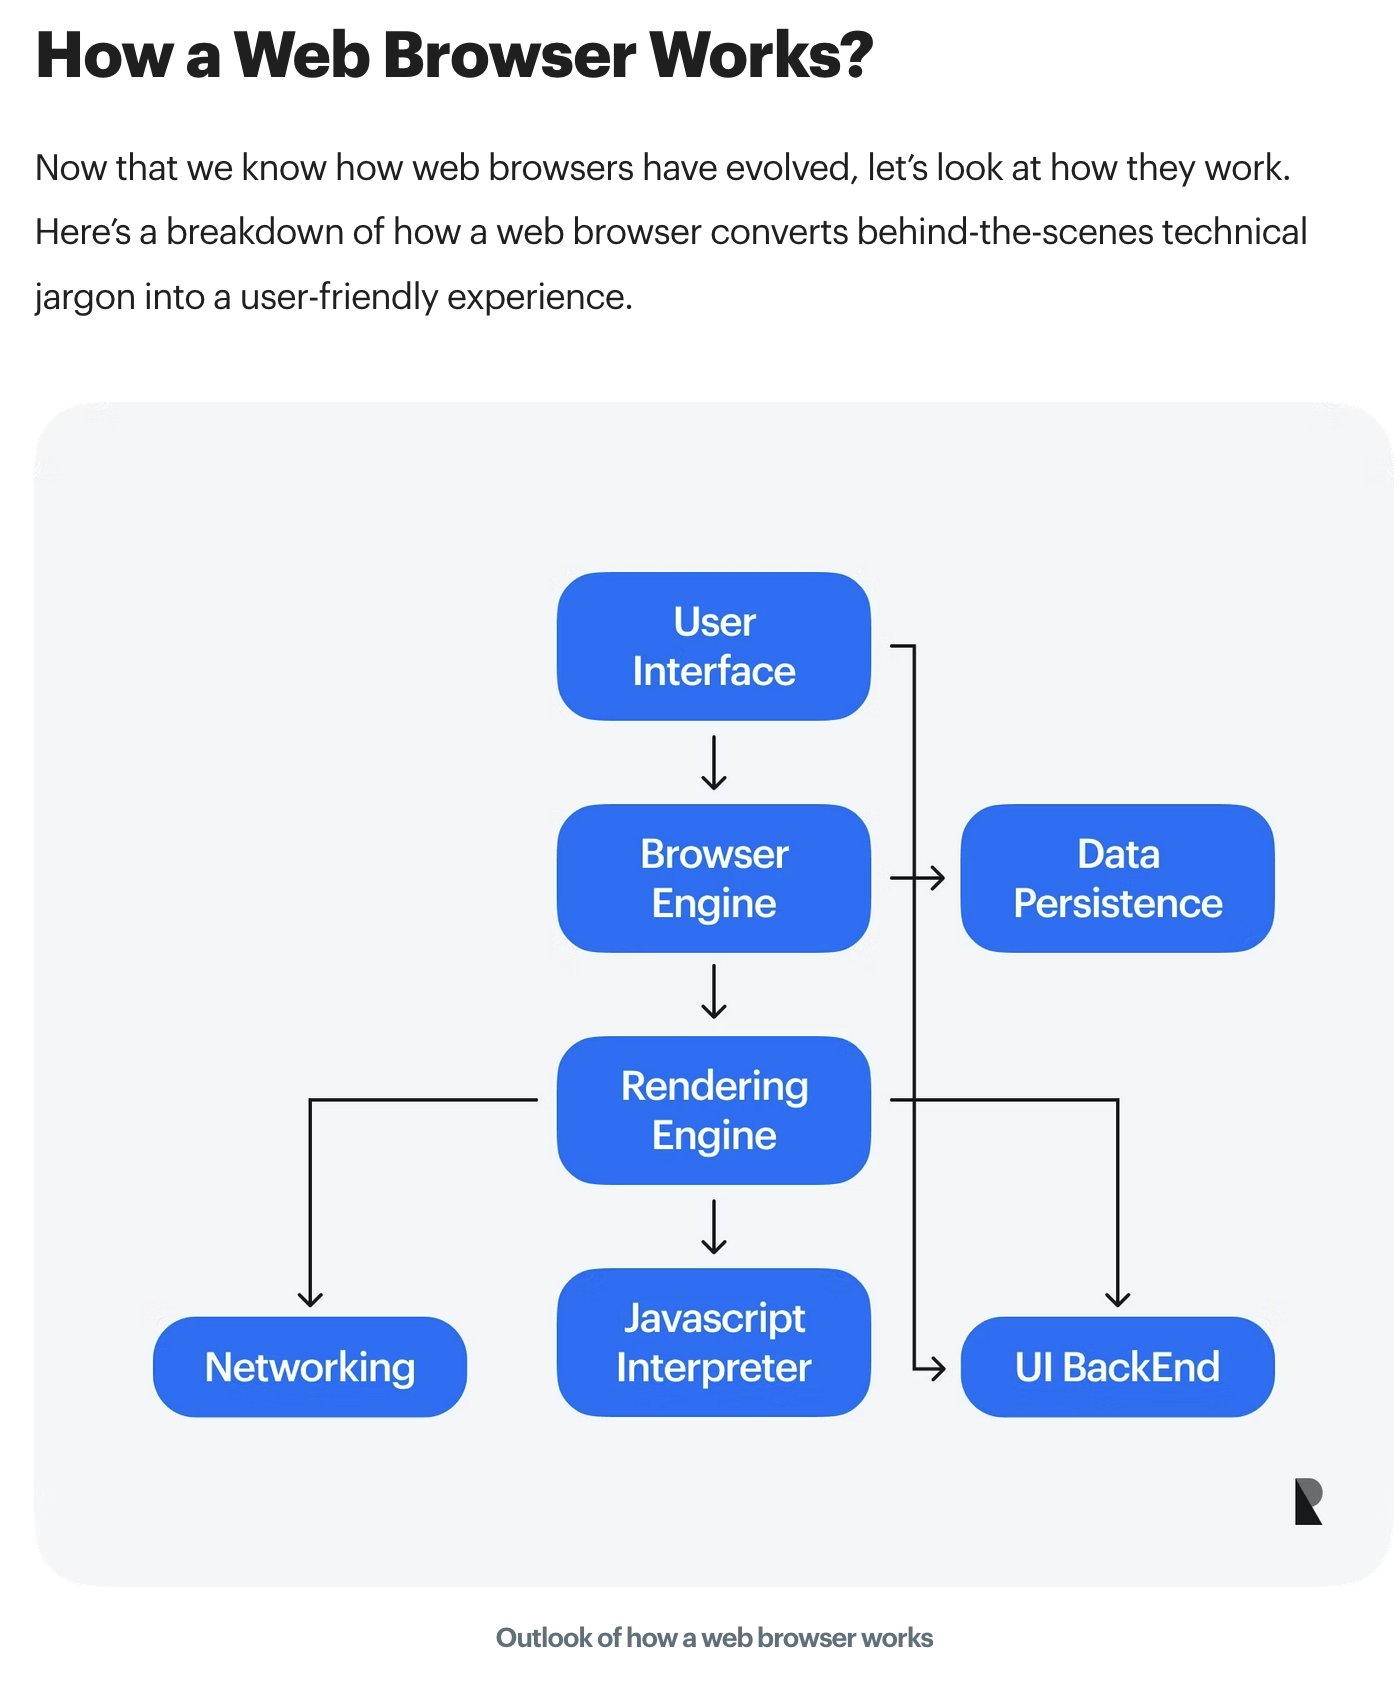 How a Web Browser Works?
Now that we know how web browsers have evolved, let’s look at how they work.
Here’s a breakdown of how a web browser converts behind-the-scenes technical
jargon into a user-friendly experience.
User
Interface
Browser
Engine
Data
Persistence
Rendering
Engine
Networking
Javascript
Interpreter
UI BackEnd
Outlook of how a web browser works